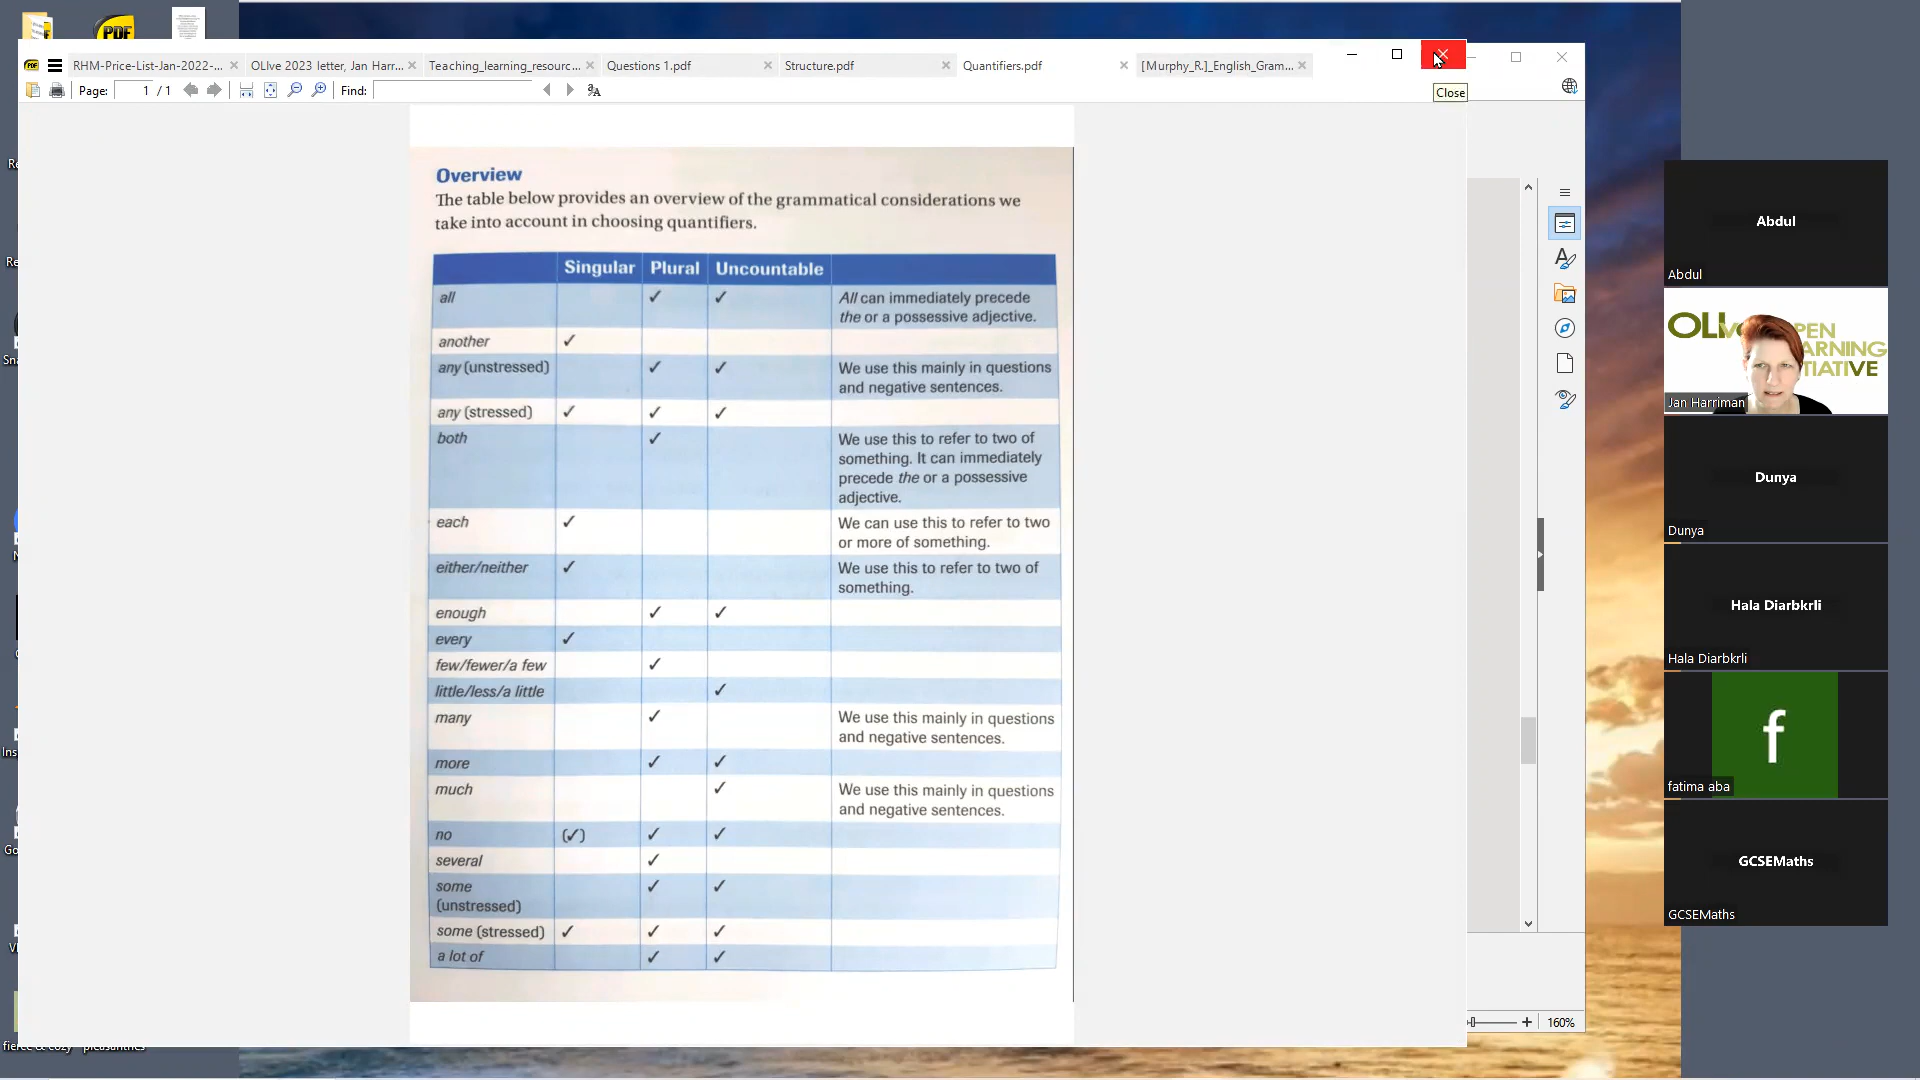 RHM-Price-List-Jan-2022-...
OLIve 2023 letter, Jan Harr...
Teaching_learning_resourc...
Questions 1.pdf
Structure.pdf
Quantifiers.pdf
[Murphy_R.]_English_Gram...
Page: 1 / 1
Find:
Close
PDF
Overview
The table below provides an overview of the grammatical considerations we
take into account in choosing quantifiers.
Singular Plural Uncountable
all ✓ ✓ All can immediately precede
the or a possessive adjective.
another ✓
any (unstressed) ✓ ✓ We use this mainly in questions
and negative sentences.
any (stressed) ✓ ✓ ✓
both ✓ We use this to refer to two of
something. It can immediately
precede the or a possessive
adjective.
each ✓ We can use this to refer to two
or more of something.
either/neither ✓ We use this to refer to two of
something.
enough ✓ ✓
every ✓
few/fewer/a few ✓
little/less/a little ✓
many ✓ We use this mainly in questions
and negative sentences.
more ✓ ✓
much ✓ We use this mainly in questions
and negative sentences.
no (✓) ✓ ✓
several ✓
some
(unstressed) ✓ ✓
some (stressed) ✓ ✓ ✓
a lot of ✓ ✓
160%
Abdul
Abdul
Jan Harriman
Dunya
Dunya
Hala Diarbkrli
Hala Diarbkrli
f
fatima aba
GCSEMaths
GCSEMaths